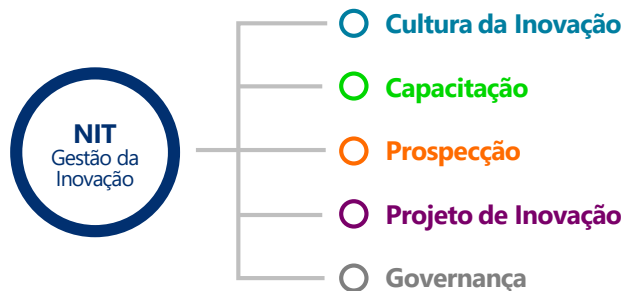 NIT
Gestão da
Inovação
Cultura da Inovação
Capacitação
Prospecção
Projeto de Inovação
Governança